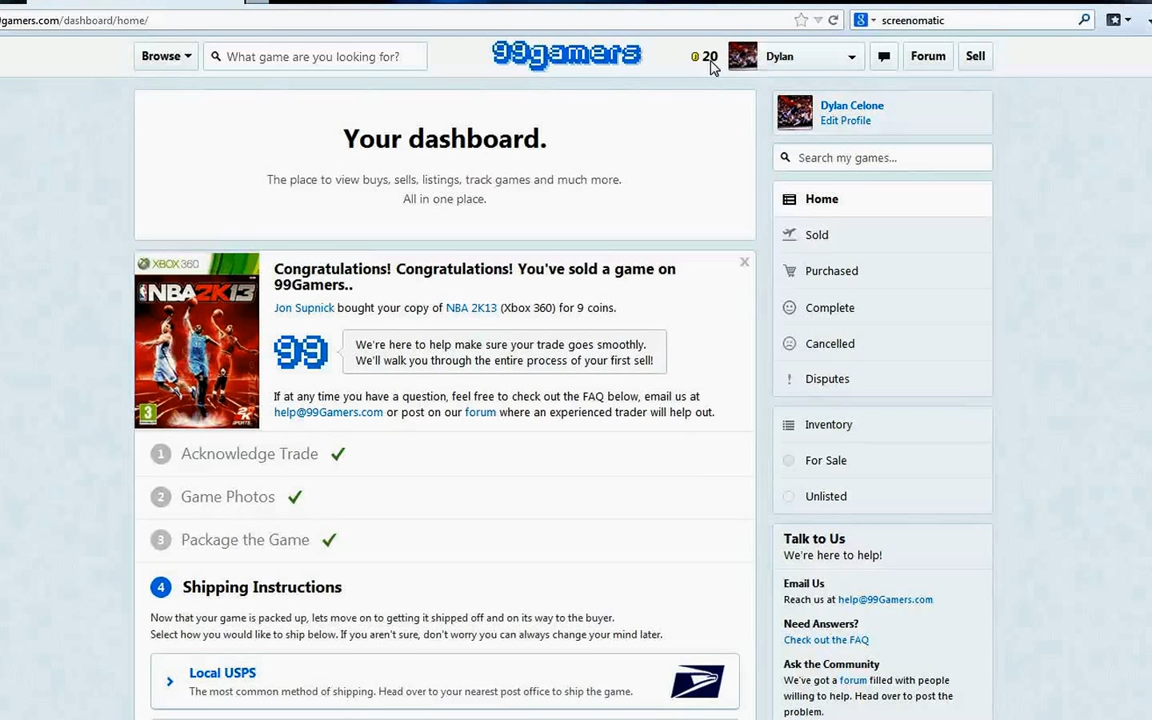 9gamers.com/dashboard/home/
screenomatic
Browse
What game are you looking for?
99gamers
20
Dylan
Forum
Sell
Your dashboard.
The place to view buys, sells, listings, track games and much more.
All in one place.
Dylan Celone
Edit Profile
Search my games...
Home
Sold
Purchased
Complete
Cancelled
Disputes
Inventory
For Sale
Unlisted
XBOX 360
NBA2K13
3
2K
SPORTS
Congratulations! Congratulations! You've sold a game on
99Gamers..
Jon Supnick bought your copy of NBA 2K13 (Xbox 360) for 9 coins.
99
We're here to help make sure your trade goes smoothly.
We'll walk you through the entire process of your first sell!
If at any time you have a question, feel free to check out the FAQ below, email us at
help@99Gamers.com or post on our forum where an experienced trader will help out.
1 Acknowledge Trade
2 Game Photos
3 Package the Game
4 Shipping Instructions
Now that your game is packed up, lets move on to getting it shipped off and on its way to the buyer.
Select how you would like to ship below. If you aren't sure, don't worry you can always change your mind later.
Local USPS
The most common method of shipping. Head over to your nearest post office to ship the game.
Talk to Us
We're here to help!
Email Us
Reach us at help@99Gamers.com
Need Answers?
Check out the FAQ
Ask the Community
We've got a forum filled with people
willing to help. Head over to post the
problem.